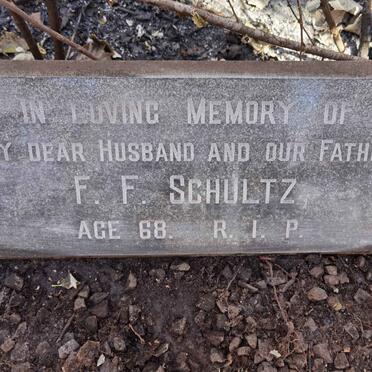 IN LOVING MEMORY OF
Y DEAR HUSBAND AND OUR FATH
F. F. SCHULTZ
AGE 68. R. I. P.